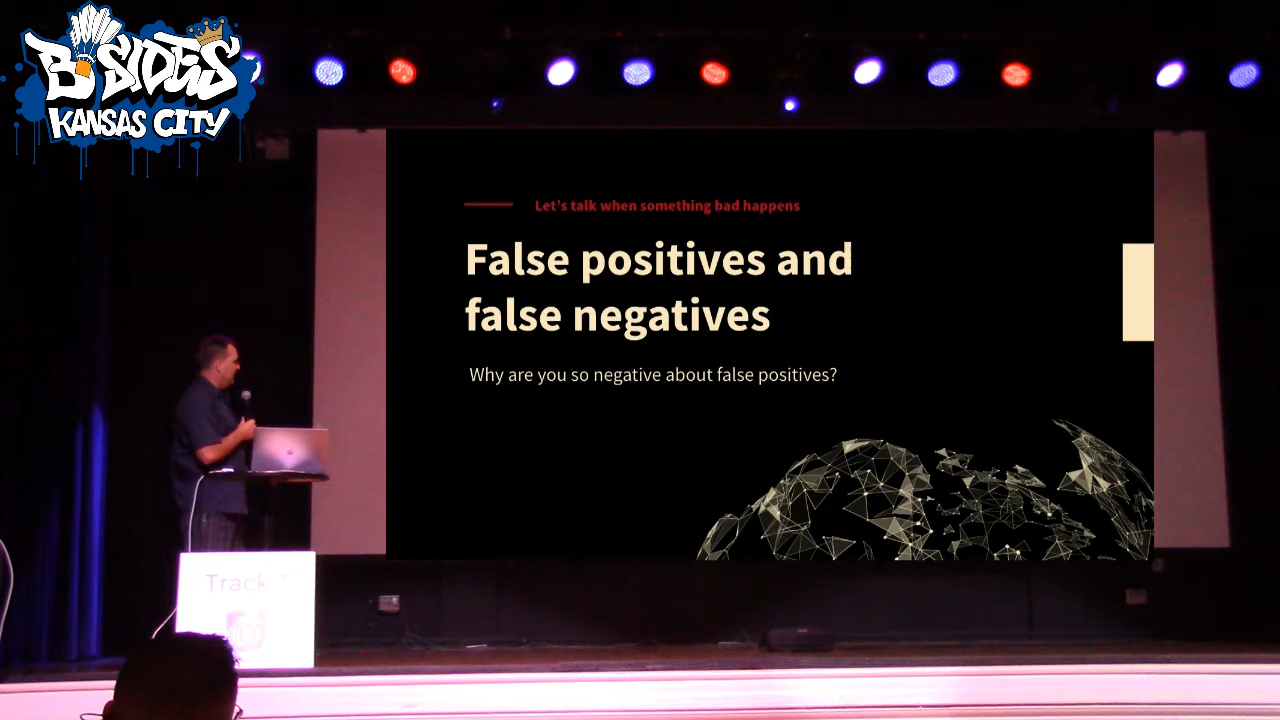 B·SIDES
KANSAS CITY
Let's talk when something bad happens
False positives and
false negatives
Why are you so negative about false positives?
Track